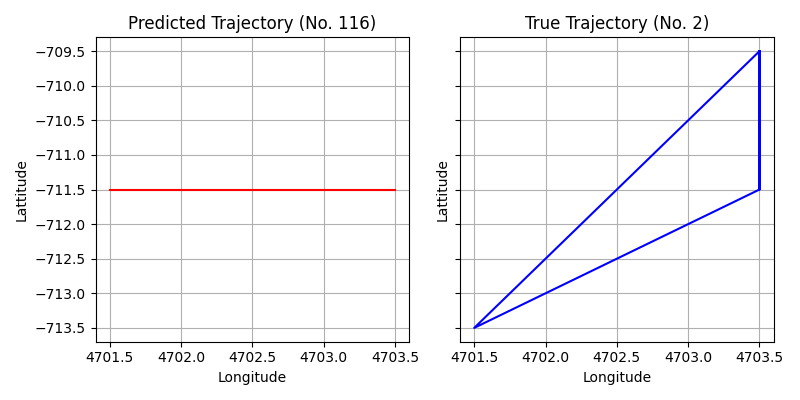 Predicted Trajectory (No. 116)
−709.5
−710.0
−710.5
−711.0
−711.5
−712.0
−712.5
−713.0
−713.5
Lattitude
4701.5 4702.0 4702.5 4703.0 4703.5
Longitude
True Trajectory (No. 2)
Lattitude
4701.5 4702.0 4702.5 4703.0 4703.5
Longitude